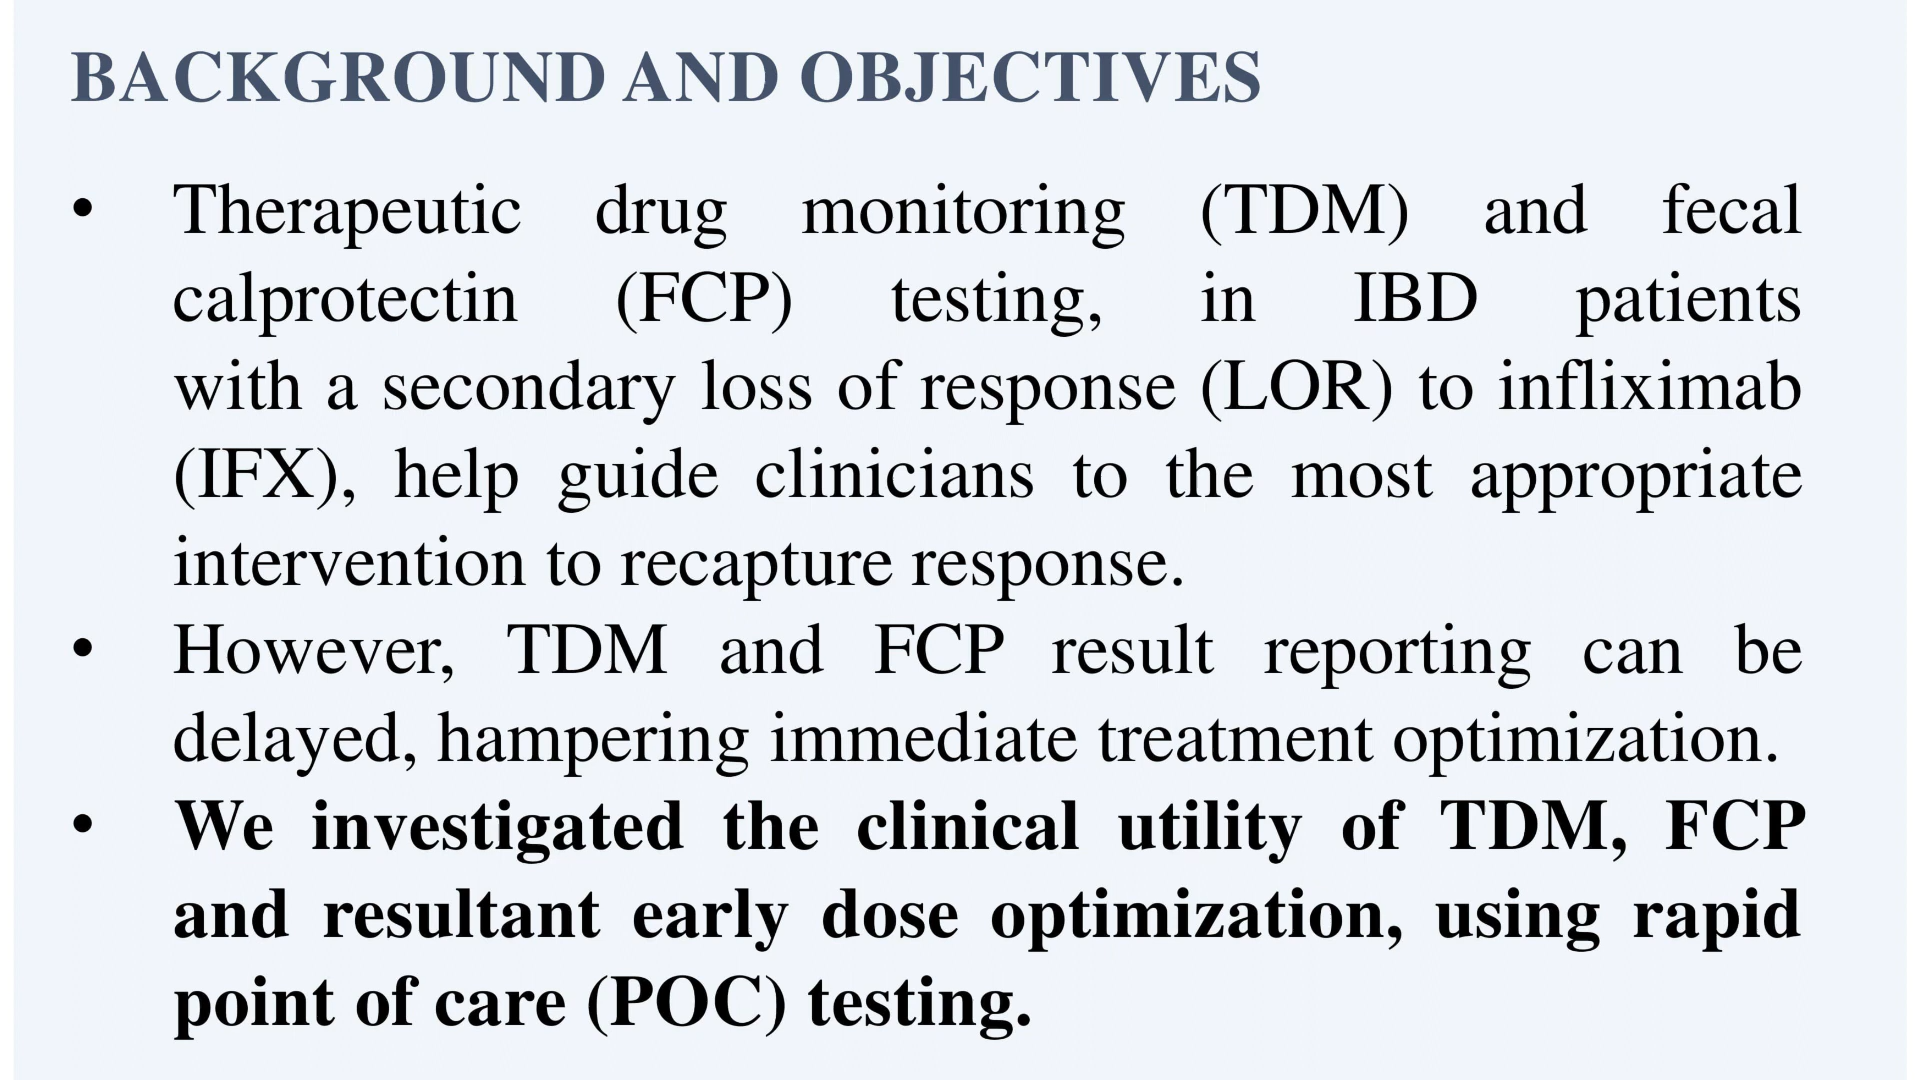 BACKGROUND AND OBJECTIVES
• Therapeutic drug monitoring (TDM) and fecal
calprotectin (FCP) testing, in IBD patients
with a secondary loss of response (LOR) to infliximab
(IFX), help guide clinicians to the most appropriate
intervention to recapture response.
• However, TDM and FCP result reporting can be
delayed, hampering immediate treatment optimization.
• We investigated the clinical utility of TDM, FCP
and resultant early dose optimization, using rapid
point of care (POC) testing.